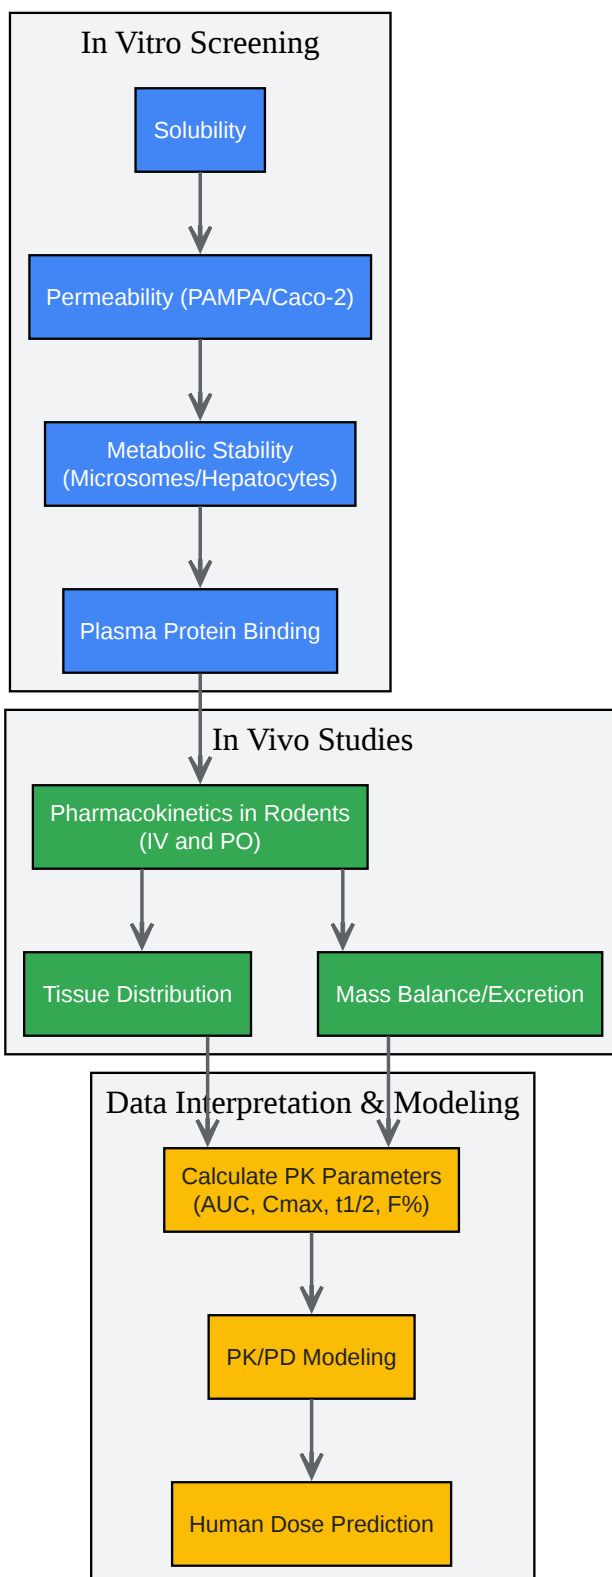 In Vitro Screening
Solubility
Permeability (PAMPA/Caco-2)
Metabolic Stability
(Microsomes/Hepatocytes)
Plasma Protein Binding
In Vivo Studies
Pharmacokinetics in Rodents
(IV and PO)
Tissue Distribution
Mass Balance/Excretion
Data Interpretation & Modeling
Calculate PK Parameters
(AUC, Cmax, t1/2, F%)
PK/PD Modeling
Human Dose Prediction